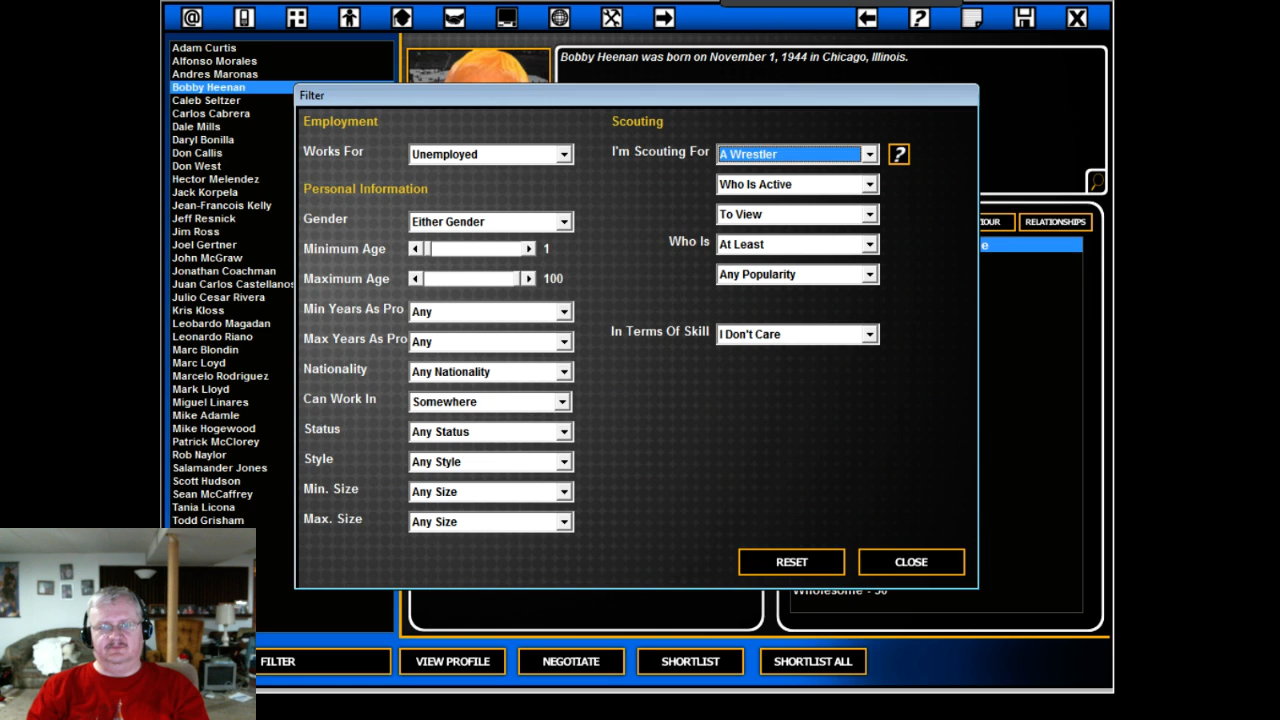 @
?
X
Adam Curtis
Alfonso Morales
Andres Maronas
Bobby Heenan
Caleb Seltzer
Carlos Cabrera
Dale Mills
Daryl Bonilla
Don Callis
Don West
Hector Melendez
Jack Korpela
Jean-Francois Kelly
Jeff Resnick
Jim Ross
Joel Gertner
John McGraw
Jonathan Coachman
Juan Carlos Castellanos
Julio Cesar Rivera
Kris Kloss
Leobardo Magadan
Leonardo Riano
Marc Blondin
Marc Loyd
Marcelo Rodriguez
Mark Lloyd
Miguel Linares
Mike Adamle
Mike Hogewood
Patrick McClorey
Rob Naylor
Salamander Jones
Scott Hudson
Sean McCaffrey
Tania Licona
Todd Grisham
Bobby Heenan was born on November 1, 1944 in Chicago, Illinois.
Filter
Employment
Works For Unemployed
Personal Information
Gender Either Gender
Minimum Age 1
Maximum Age 100
Min Years As Pro Any
Max Years As Pro Any
Nationality Any Nationality
Can Work In Somewhere
Status Any Status
Style Any Style
Min. Size Any Size
Max. Size Any Size
Scouting
I'm Scouting For A Wrestler ?
Who Is Active
To View
Who Is At Least
Any Popularity
In Terms Of Skill I Don't Care
RESET CLOSE
IOUR RELATIONSHIPS
e
FILTER VIEW PROFILE NEGOTIATE SHORTLIST SHORTLIST ALL